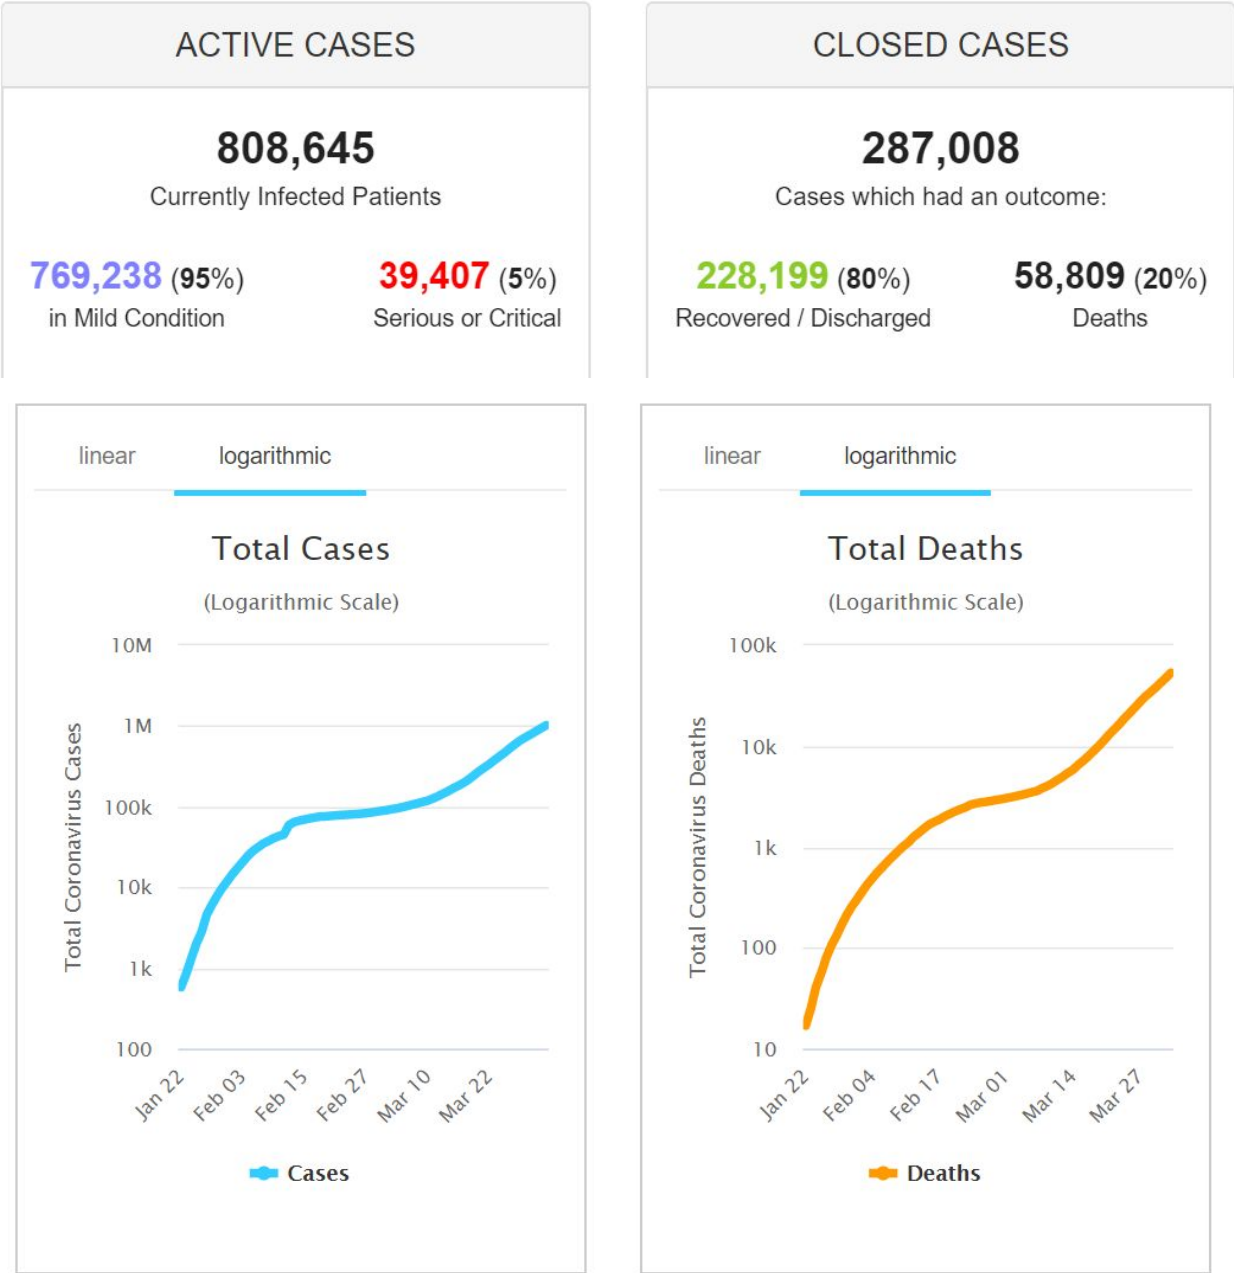 ACTIVE CASES
808,645
Currently Infected Patients
769,238 (95%)
in Mild Condition
39,407 (5%)
Serious or Critical
CLOSED CASES
287,008
Cases which had an outcome:
228,199 (80%)
Recovered / Discharged
58,809 (20%)
Deaths
linear logarithmic
Total Cases
(Logarithmic Scale)
Total Coronavirus Cases
10M
1M
100k
10k
1k
100
Jan 22
Feb 03
Feb 15
Feb 27
Mar 10
Mar 22
Cases
linear logarithmic
Total Deaths
(Logarithmic Scale)
Total Coronavirus Deaths
100k
10k
1k
100
10
Jan 22
Feb 04
Feb 17
Mar 01
Mar 14
Mar 27
Deaths